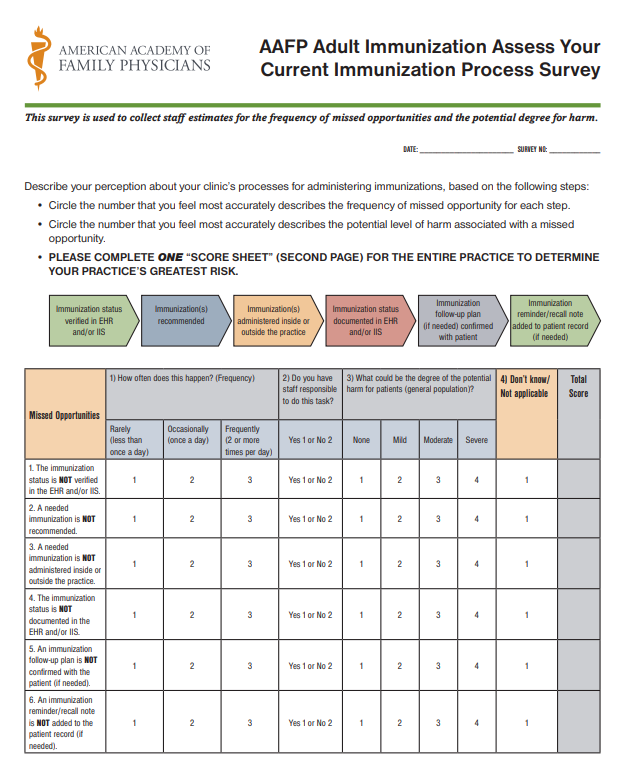 AMERICAN ACADEMY OF
FAMILY PHYSICIANS
AAFP Adult Immunization Assess Your
Current Immunization Process Survey
This survey is used to collect staff estimates for the frequency of missed opportunities and the potential degree for harm.
DATE: ____________________ SURVEY NO: ___________
Describe your perception about your clinic's processes for administering immunizations, based on the following steps:
• Circle the number that you feel most accurately describes the frequency of missed opportunity for each step.
• Circle the number that you feel most accurately describes the potential level of harm associated with a missed
opportunity.
• PLEASE COMPLETE ONE “SCORE SHEET” (SECOND PAGE) FOR THE ENTIRE PRACTICE TO DETERMINE
YOUR PRACTICE'S GREATEST RISK.
Immunization status
verified in EHR
and/or IIS
Immunization(s)
recommended
Immunization(s)
administered inside or
outside the practice
Immunization status
documented in EHR
and/or IIS
Immunization
follow-up plan
(if needed) confirmed
with patient
Immunization
reminder/recall note
added to patient record
(if needed)
Missed Opportunities
1) How often does this happen? (Frequency)
2) Do you have
staff responsible
to do this task?
3) What could be the degree of the potential
harm for patients (general population)?
4) Don't know/
Not applicable
Total
Score
Rarely
(less than
once a day)
Occasionally
(once a day)
Frequently
(2 or more
times per day)
Yes 1 or No 2
None
Mild
Moderate
Severe
1. The immunization
status is NOT verified
in the EHR and/or IIS.
1 2 3 Yes 1 or No 2 1 2 3 4 1
2. A needed
immunization is NOT
recommended.
1 2 3 Yes 1 or No 2 1 2 3 4 1
3. A needed
immunization is NOT
administered inside or
outside the practice.
1 2 3 Yes 1 or No 2 1 2 3 4 1
4. The immunization
status is NOT
documented in the
EHR and/or IIS.
1 2 3 Yes 1 or No 2 1 2 3 4 1
5. An immunization
follow-up plan is NOT
confirmed with the
patient (if needed).
1 2 3 Yes 1 or No 2 1 2 3 4 1
6. An immunization
reminder/recall note
is NOT added to the
patient record (if
needed).
1 2 3 Yes 1 or No 2 1 2 3 4 1